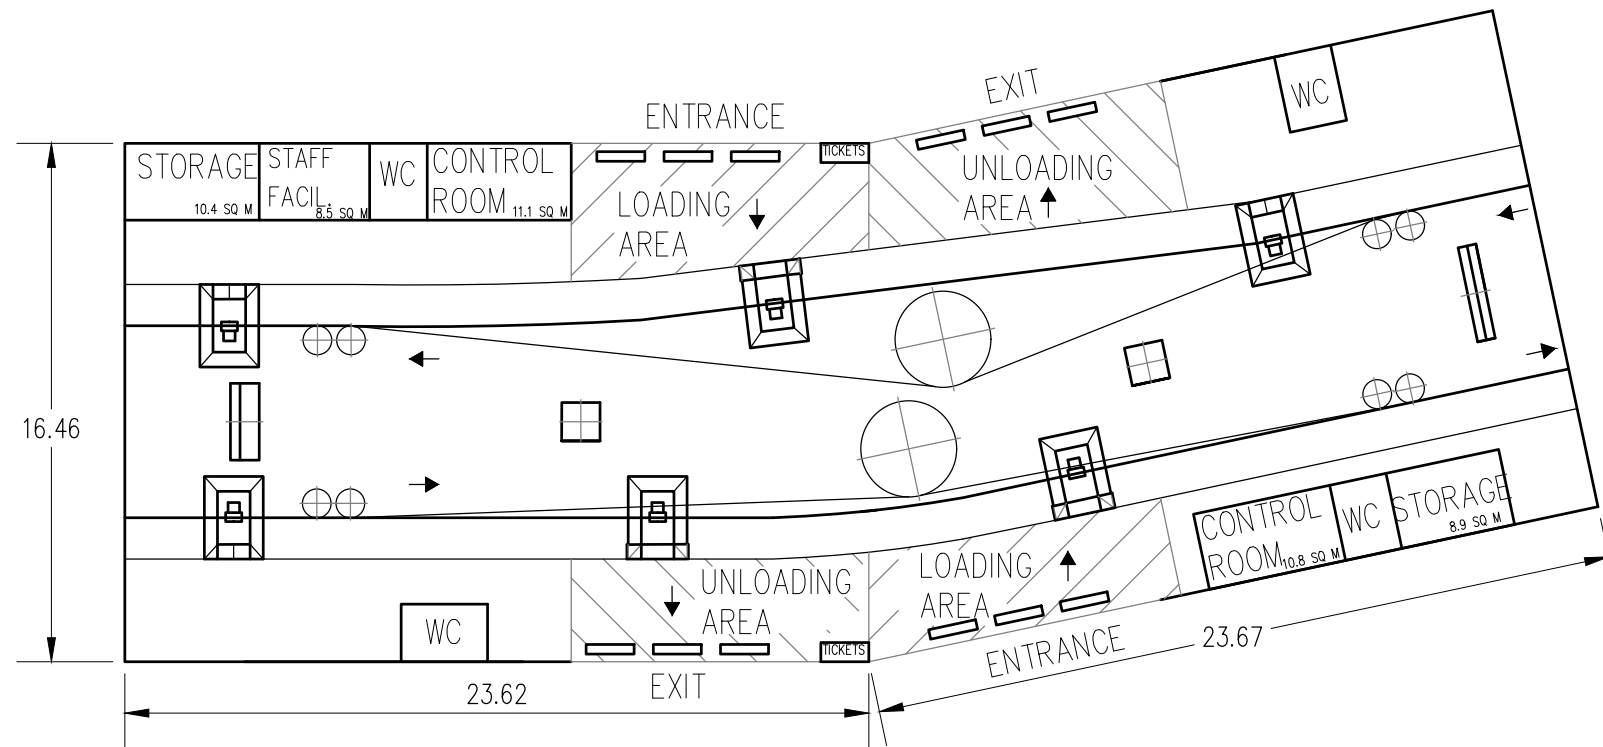 EXIT
ENTRANCE
WC
STORAGE
10.4 SQ M
STAFF
FACIL.
8.5 SQ M
WC
CONTROL
ROOM
11.1 SQ M
TICKETS
LOADING
AREA
UNLOADING
AREA
16.46
UNLOADING
AREA
LOADING
AREA
CONTROL
ROOM
10.8 SQ M
WC
STORAGE
8.9 SQ M
WC
TICKETS
EXIT
ENTRANCE
23.62
23.67